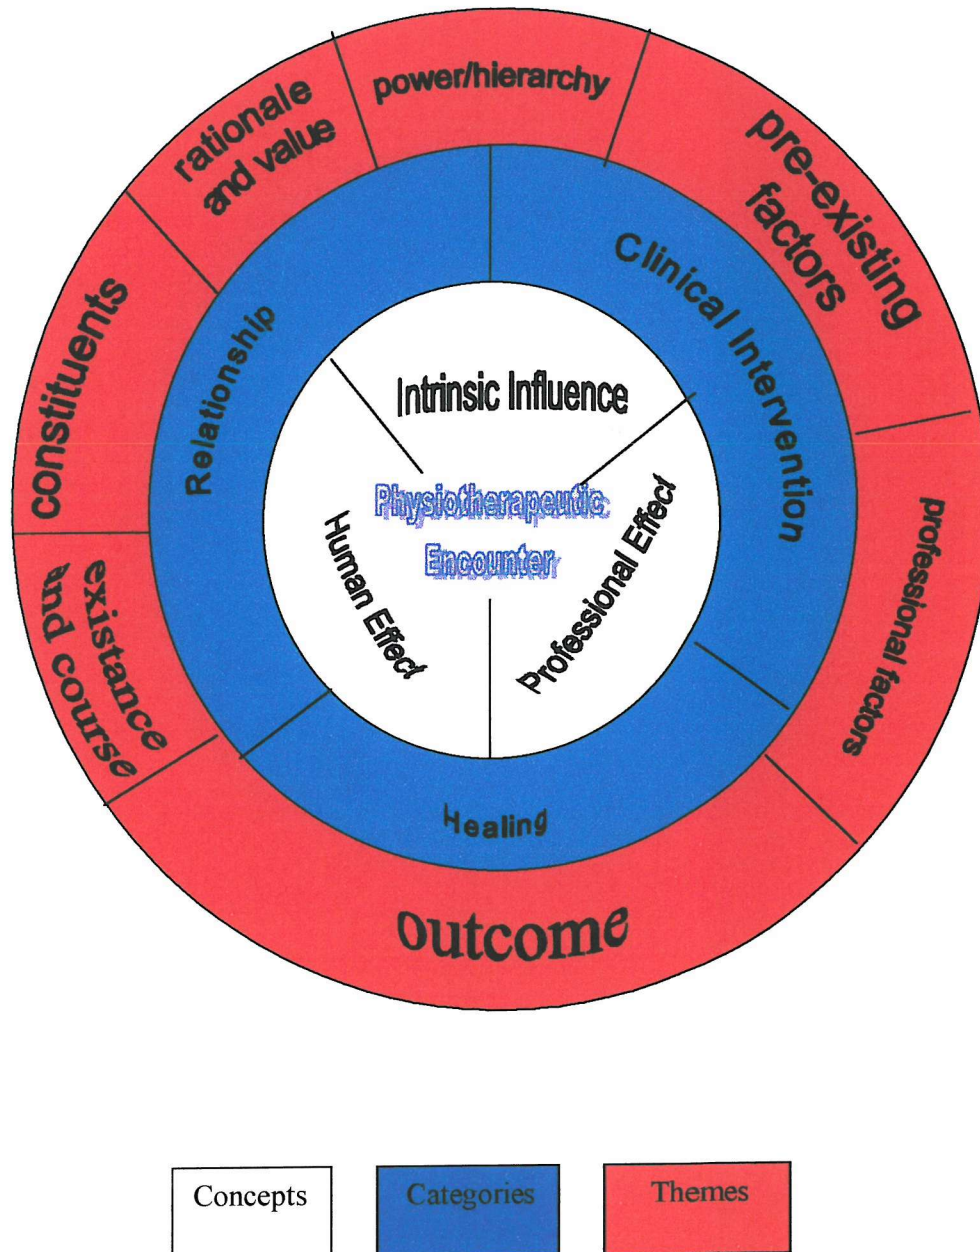 power/hierarchy
rationale
and value
pre-existing
factors
constituents
Relationship
Clinical Intervention
Intrinsic Influence
Physiotherapeutic
Encounter
Human Effect
Professional Effect
professional factors
existance
and course
Healing
outcome
Concepts
Categories
Themes